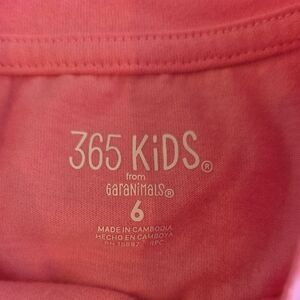 365 KiDS®
from
GaRaNiMaLS®
6
MADE IN CAMBODIA
HECHO EN CAMBOYA